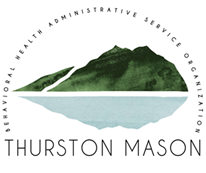 BEHAVIORAL HEALTH ADMINISTRATIVE SERVICE ORGANIZATION
THURSTON MASON